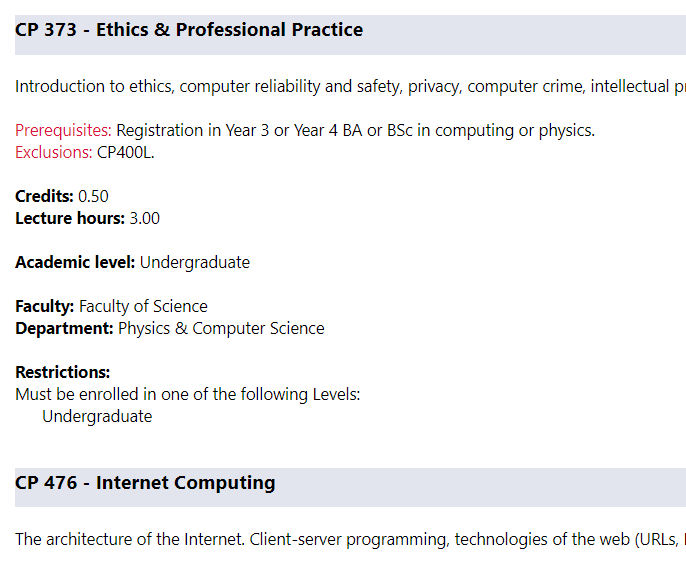 CP 373 - Ethics & Professional Practice
Introduction to ethics, computer reliability and safety, privacy, computer crime, intellectual
Prerequisites: Registration in Year 3 or Year 4 BA or BSc in computing or physics.
Exclusions: CP400L.
Credits: 0.50
Lecture hours: 3.00
Academic level: Undergraduate
Faculty: Faculty of Science
Department: Physics & Computer Science
Restrictions:
Must be enrolled in one of the following Levels:
Undergraduate
CP 476 - Internet Computing
The architecture of the Internet. Client-server programming, technologies of the web (URLs,